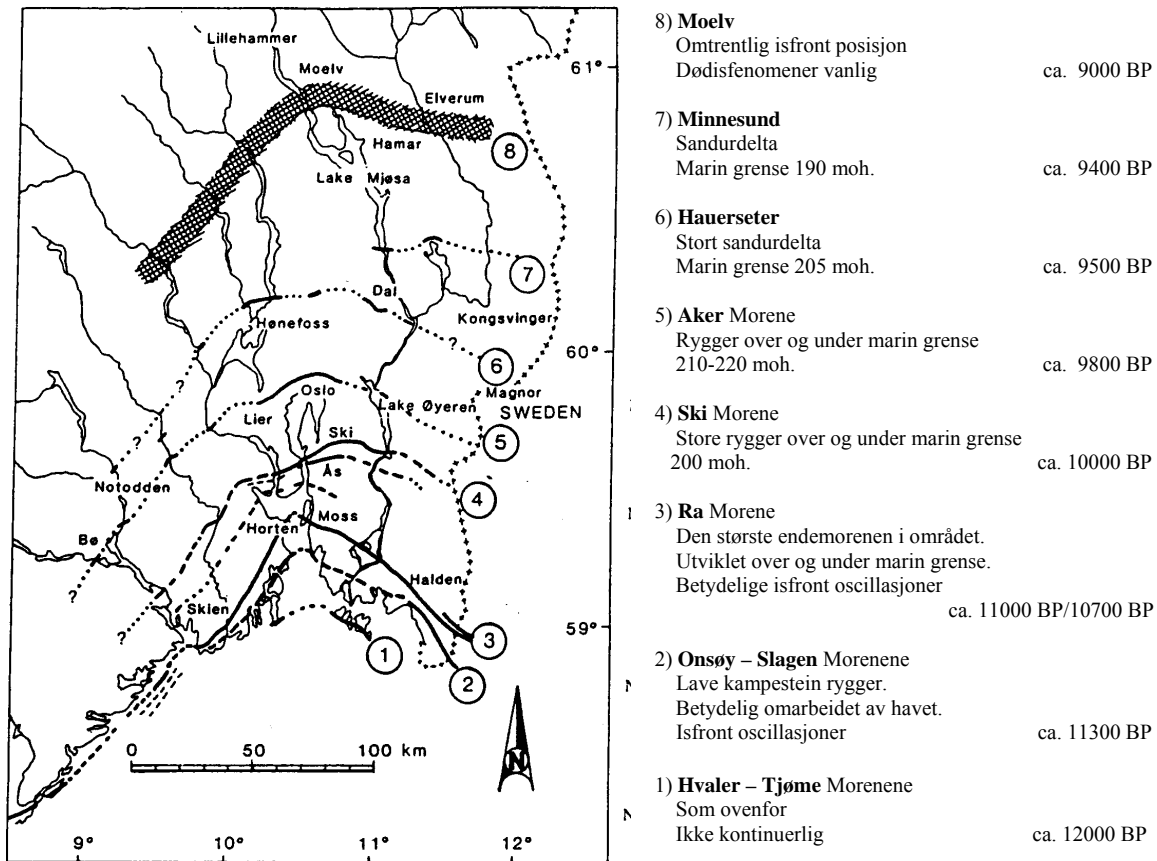 Lillehammer
Moelv
Elverum
8
Hamar
Lake Mjøsa
7
Dal
Kongsvinger
Hønefoss
?
6
?
Oslo
Magnor
Lake Øyeren
SWEDEN
Lier
Ski
5
?
Ås
4
Notodden
Moss
Horten
Bø
Halden
?
Skien
3
?
1
2
0 50 100 km
N
61°
60°
59°
9° 10° 11° 12°
8) Moelv
Omtrentlig isfront posisjon
Dødisfenomener vanlig ca. 9000 BP
7) Minnesund
Sandurdelta
Marin grense 190 moh. ca. 9400 BP
6) Hauerseter
Stort sandurdelta
Marin grense 205 moh. ca. 9500 BP
5) Aker Morene
Rygger over og under marin grense
210-220 moh. ca. 9800 BP
4) Ski Morene
Store rygger over og under marin grense
200 moh. ca. 10000 BP
3) Ra Morene
Den største endemorenen i området.
Utviklet over og under marin grense.
Betydelige isfront oscillasjoner
ca. 11000 BP/10700 BP
2) Onsøy – Slagen Morenene
Lave kampestein rygger.
Betydelig omarbeidet av havet.
Isfront oscillasjoner ca. 11300 BP
1) Hvaler – Tjøme Morenene
Som ovenfor
Ikke kontinuerlig ca. 12000 BP